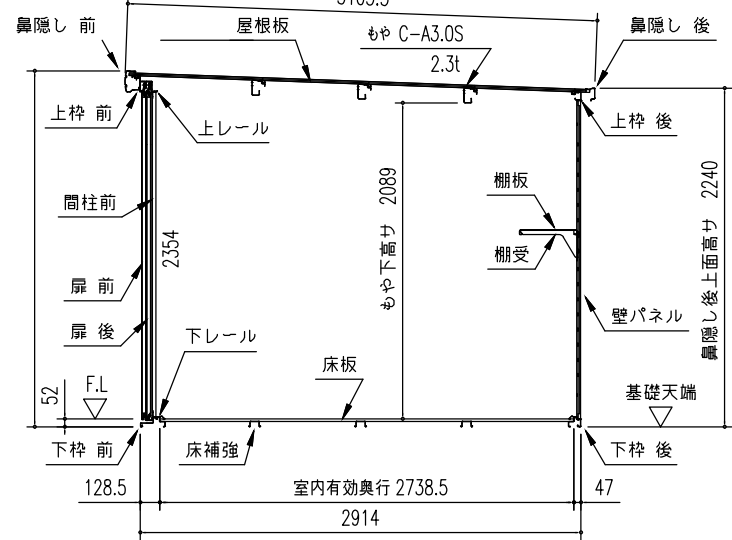 鼻隠し 前
屋根板
もや C-A3.0S
2.3t
鼻隠し 後
上枠 前
上レール
上枠 後
間柱前
2354
もや下高サ 2089
棚板
棚受
鼻隠し後上面高サ 2240
扉 前
扉 後
壁パネル
下レール
床板
52
F.L
基礎天端
下枠 前
床補強
下枠 後
128.5
室内有効奥行 2738.5
47
2914